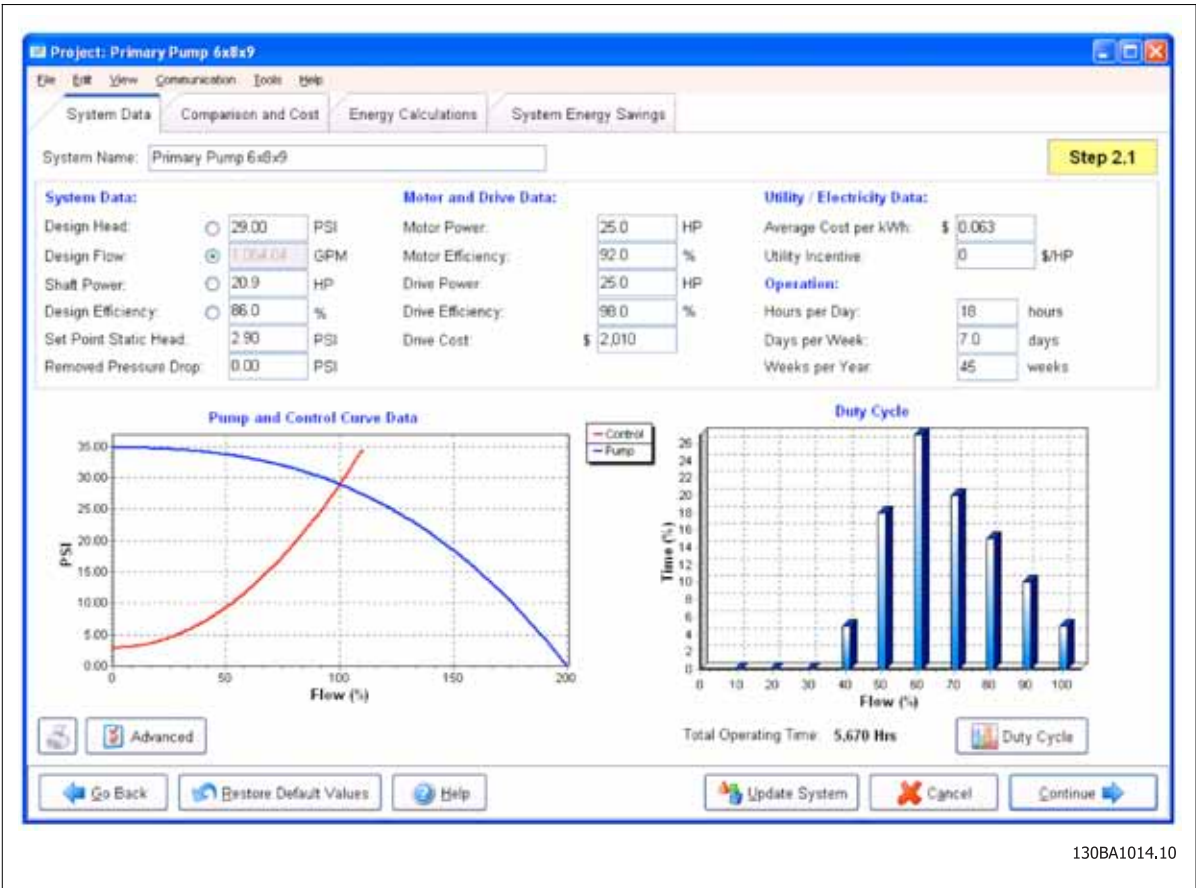 Project: Primary Pump 6x8x9
File Edit View Communication Tools Help
System Data Comparison and Cost Energy Calculations System Energy Savings
System Name: Primary Pump 6x8x9
Step 2.1
System Data:
Design Head: 29.00 PSI
Design Flow: GPM
Shaft Power: 20.9 HP
Design Efficiency: 86.0 %
Set Point Static Head: 2.90 PSI
Removed Pressure Drop: 0.00 PSI
Motor and Drive Data:
Motor Power: 25.0 HP
Motor Efficiency: 92.0 %
Drive Power 25.0 HP
Drive Efficiency: 98.0 %
Drive Cost: $ 2,010
Utility / Electricity Data:
Average Cost per kWh: $ 0.063
Utility Incentive 0 $/HP
Operation:
Hours per Day: 18 hours
Days per Week: 7.0 days
Weeks per Year: 45 weeks
Pump and Control Curve Data
Control
Pump
PSI
35.00
30.00
25.00
20.00
15.00
10.00
5.00
0.00
0 50 100 150 200
Flow (%)
Duty Cycle
Time (%)
26
24
22
20
18
16
14
12
10
8
6
4
2
0
0 10 20 30 40 50 60 70 80 90 100
Flow (%)
Advanced
Total Operating Time: 5,670 Hrs
Duty Cycle
Go Back Restore Default Values Help Update System Cancel Continue
130BA1014.10